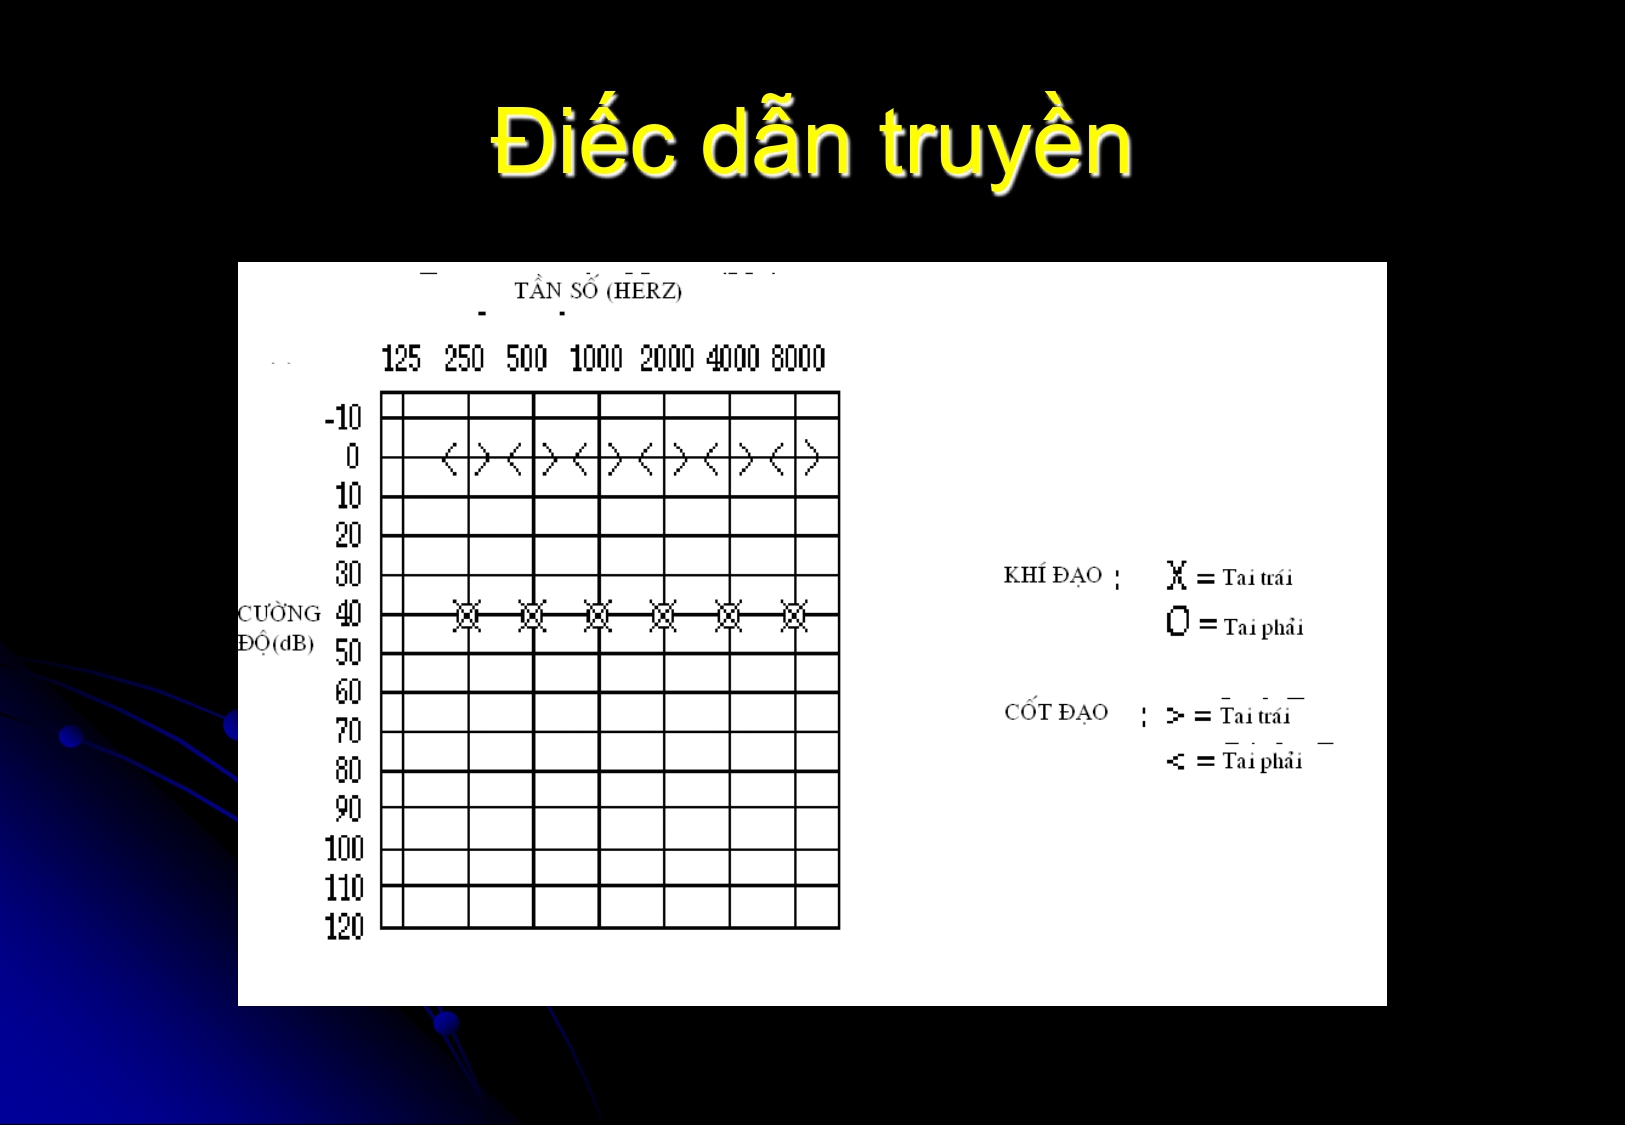 Điếc dẫn truyền
TẦN SỐ (HERZ)
125 250 500 1000 2000 4000 8000
-10
0
10
20
30
CƯỜNG 40
ĐỘ(dB) 50
60
70
80
90
100
110
120
KHÍ ĐẠO : X = Tai trái
O = Tai phải
CỐT ĐẠO : > = Tai trái
< = Tai phải